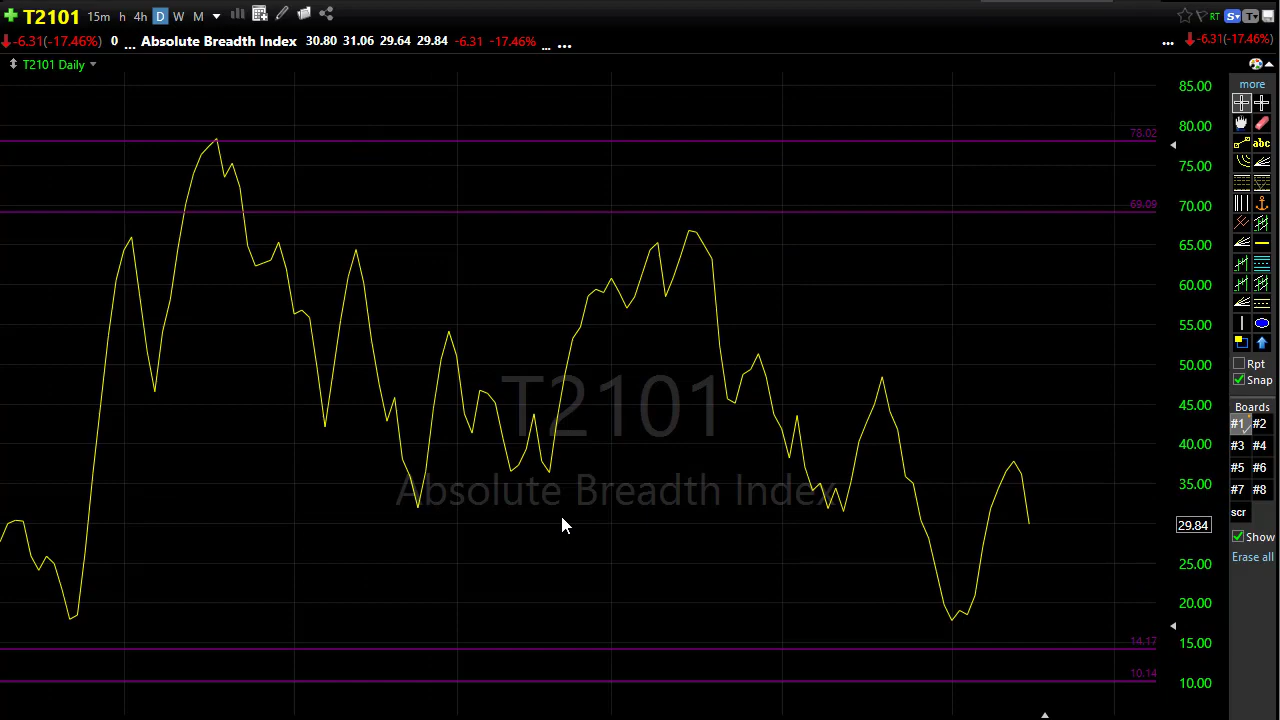 T2101 15m h 4h D W M RT S T
-6.31(-17.46%) 0 ... Absolute Breadth Index 30.80 31.06 29.64 29.84 -6.31 -17.46% ... ... ... -6.31(-17.46%)
T2101 Daily
more
85.00
80.00
78.02
75.00
abc
70.00
69.09
65.00
60.00
55.00
50.00
Rpt
Snap
T2101
45.00
Boards
#1 #2
40.00
#3 #4
#5 #6
Absolute Breadth Index
35.00
#7 #8
scr
29.84
Show
25.00
Erase all
20.00
15.00
14.17
10.14
10.00